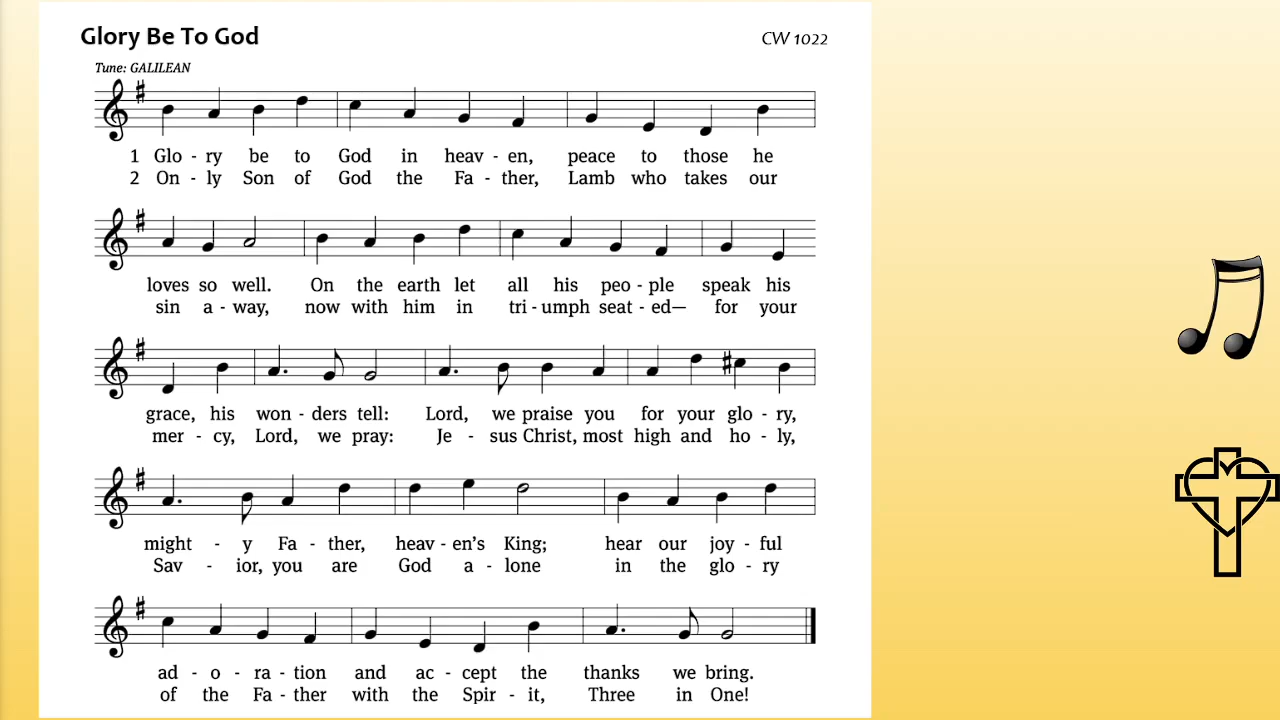 Glory Be To God
CW 1022
Tune: GALILEAN
1 Glo - ry be to God in heav - en, peace to those he
2 On - ly Son of God the Fa - ther, Lamb who takes our
loves so well. On the earth let all his peo - ple speak his
sin a - way, now with him in tri - umph seat - ed— for your
grace, his won - ders tell: Lord, we praise you for your glo - ry,
mer - cy, Lord, we pray: Je - sus Christ, most high and ho - ly,
might - y Fa - ther, heav - en's King; hear our joy - ful
Sav - ior, you are God a - lone in the glo - ry
ad - o - ra - tion and ac - cept the thanks we bring.
of the Fa - ther with the Spir - it, Three in One!